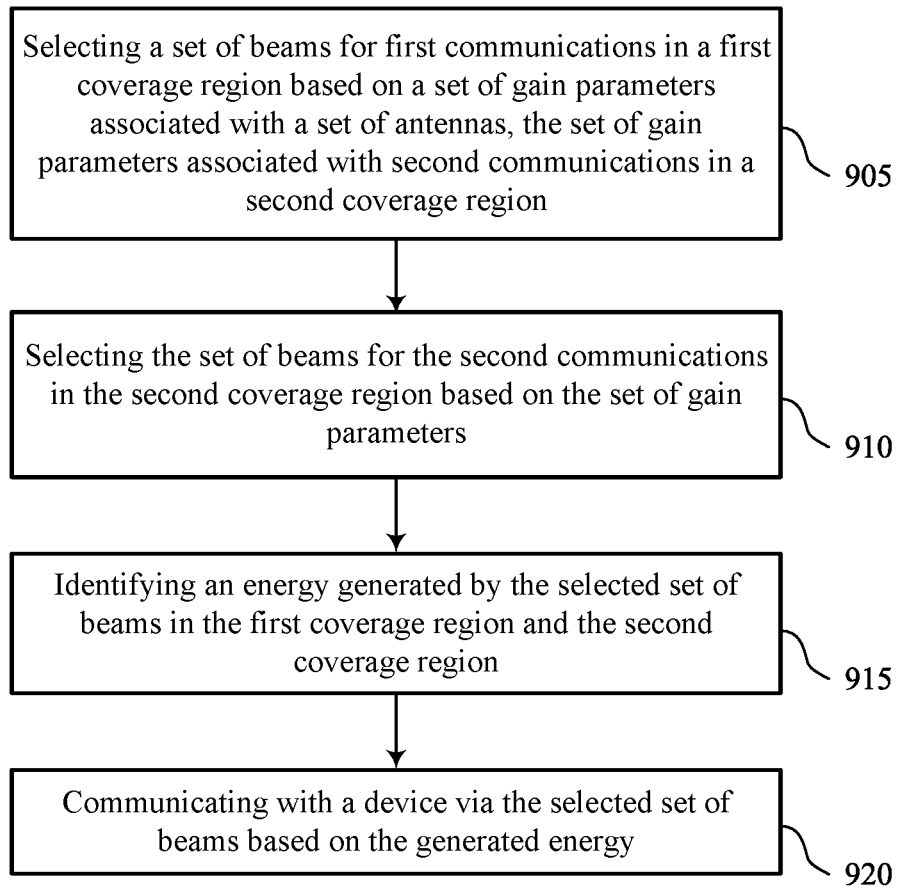 Selecting a set of beams for first communications in a first
coverage region based on a set of gain parameters
associated with a set of antennas, the set of gain
parameters associated with second communications in a
second coverage region
905
Selecting the set of beams for the second communications
in the second coverage region based on the set of gain
parameters
910
Identifying an energy generated by the selected set of
beams in the first coverage region and the second
coverage region
915
Communicating with a device via the selected set of
beams based on the generated energy
920